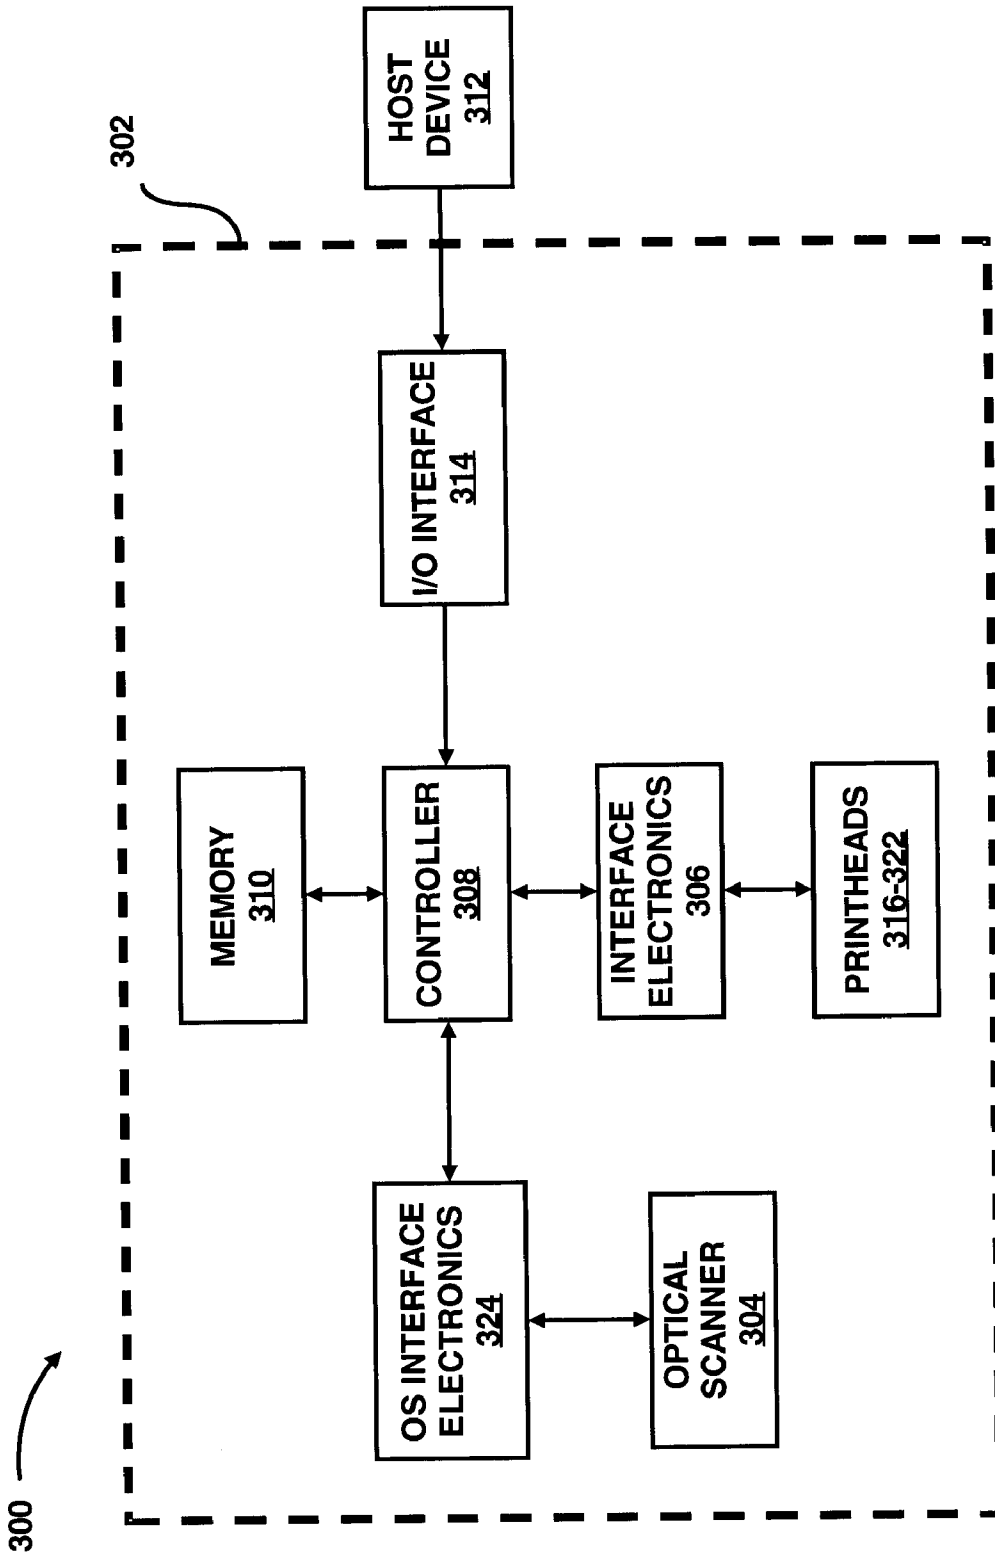 300
302
HOST
DEVICE
312
I/O INTERFACE
314
MEMORY
310
CONTROLLER
308
INTERFACE
ELECTRONICS
306
PRINTHEADS
316-322
OS INTERFACE
ELECTRONICS
324
OPTICAL
SCANNER
304